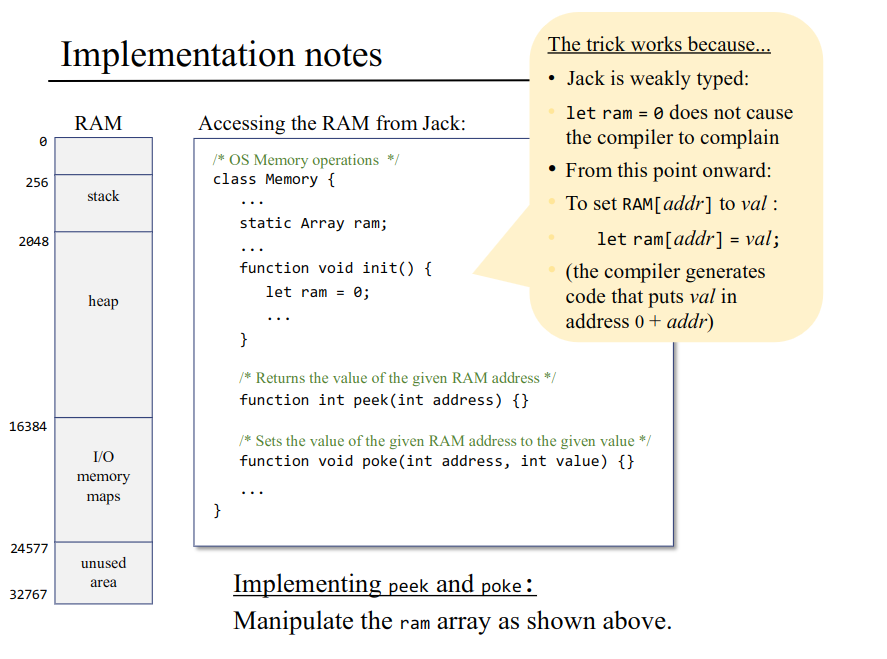 Implementation notes
RAM
0
256
stack
2048
heap
16384
I/O
memory
maps
24577
unused
area
32767
Accessing the RAM from Jack:
/* OS Memory operations */
class Memory {
...
static Array ram;
...
function void init() {
let ram = 0;
...
}
/* Returns the value of the given RAM address */
function int peek(int address) {}
/* Sets the value of the given RAM address to the given value */
function void poke(int address, int value) {}
...
}
The trick works because...
• Jack is weakly typed:
• let ram = 0 does not cause
the compiler to complain
• From this point onward:
• To set RAM[addr] to val :
• let ram[addr] = val;
• (the compiler generates
code that puts val in
address 0 + addr)
Implementing peek and poke:
Manipulate the ram array as shown above.